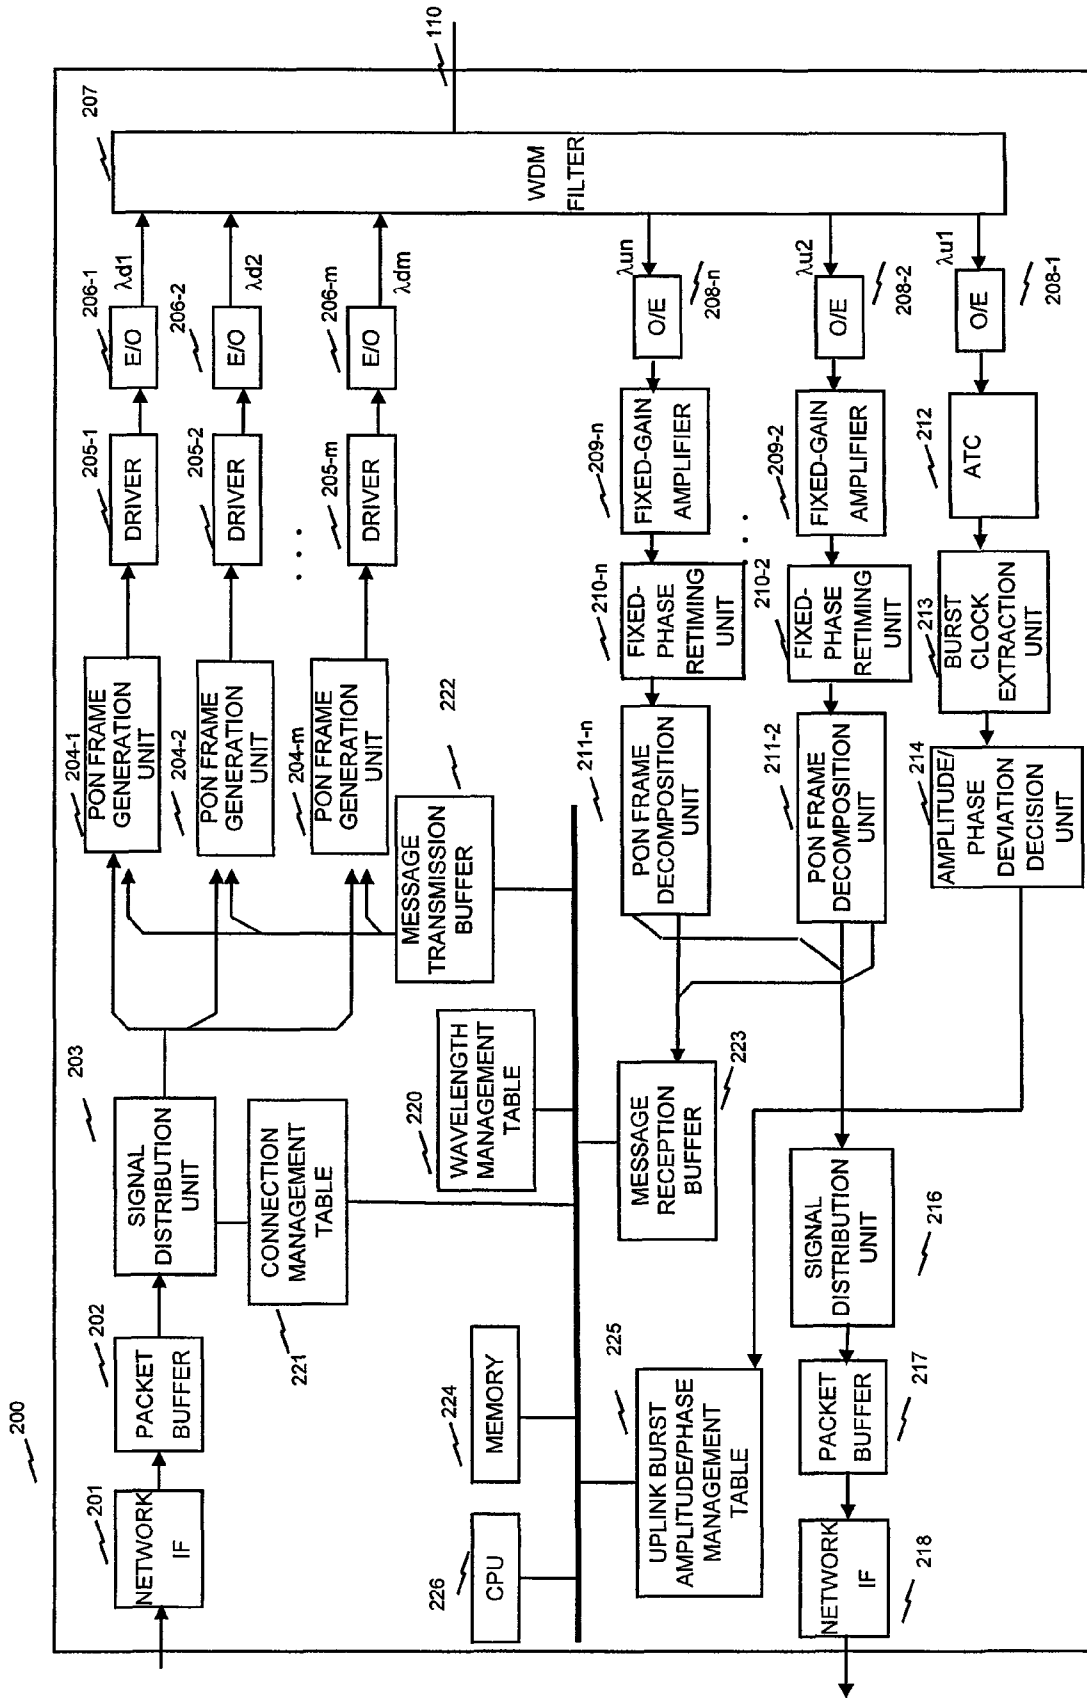 200
201
NETWORK
IF
202
PACKET
BUFFER
203
SIGNAL
DISTRIBUTION
UNIT
221
CONNECTION
MANAGEMENT
TABLE
204-1
PON FRAME
GENERATION
UNIT
205-1
DRIVER
206-1
E/O
λd1
204-2
PON FRAME
GENERATION
UNIT
205-2
DRIVER
206-2
E/O
λd2
. . .
204-m
PON FRAME
GENERATION
UNIT
205-m
DRIVER
206-m
E/O
λdm
207
WDM
FILTER
110
222
MESSAGE
TRANSMISSION
BUFFER
220
WAVELENGTH
MANAGEMENT
TABLE
224
MEMORY
226
CPU
225
UPLINK BURST
AMPLITUDE/PHASE
MANAGEMENT
TABLE
223
MESSAGE
RECEPTION
BUFFER
211-n
PON FRAME
DECOMPOSITION
UNIT
210-n
FIXED-
PHASE
RETIMING
UNIT
209-n
FIXED-GAIN
AMPLIFIER
208-n
O/E
λun
. . .
211-2
PON FRAME
DECOMPOSITION
UNIT
210-2
FIXED-
PHASE
RETIMING
UNIT
209-2
FIXED-GAIN
AMPLIFIER
208-2
O/E
λu2
214
AMPLITUDE/
PHASE
DEVIATION
DECISION
UNIT
213
BURST
CLOCK
EXTRACTION
UNIT
212
ATC
208-1
O/E
λu1
216
SIGNAL
DISTRIBUTION
UNIT
217
PACKET
BUFFER
218
NETWORK
IF